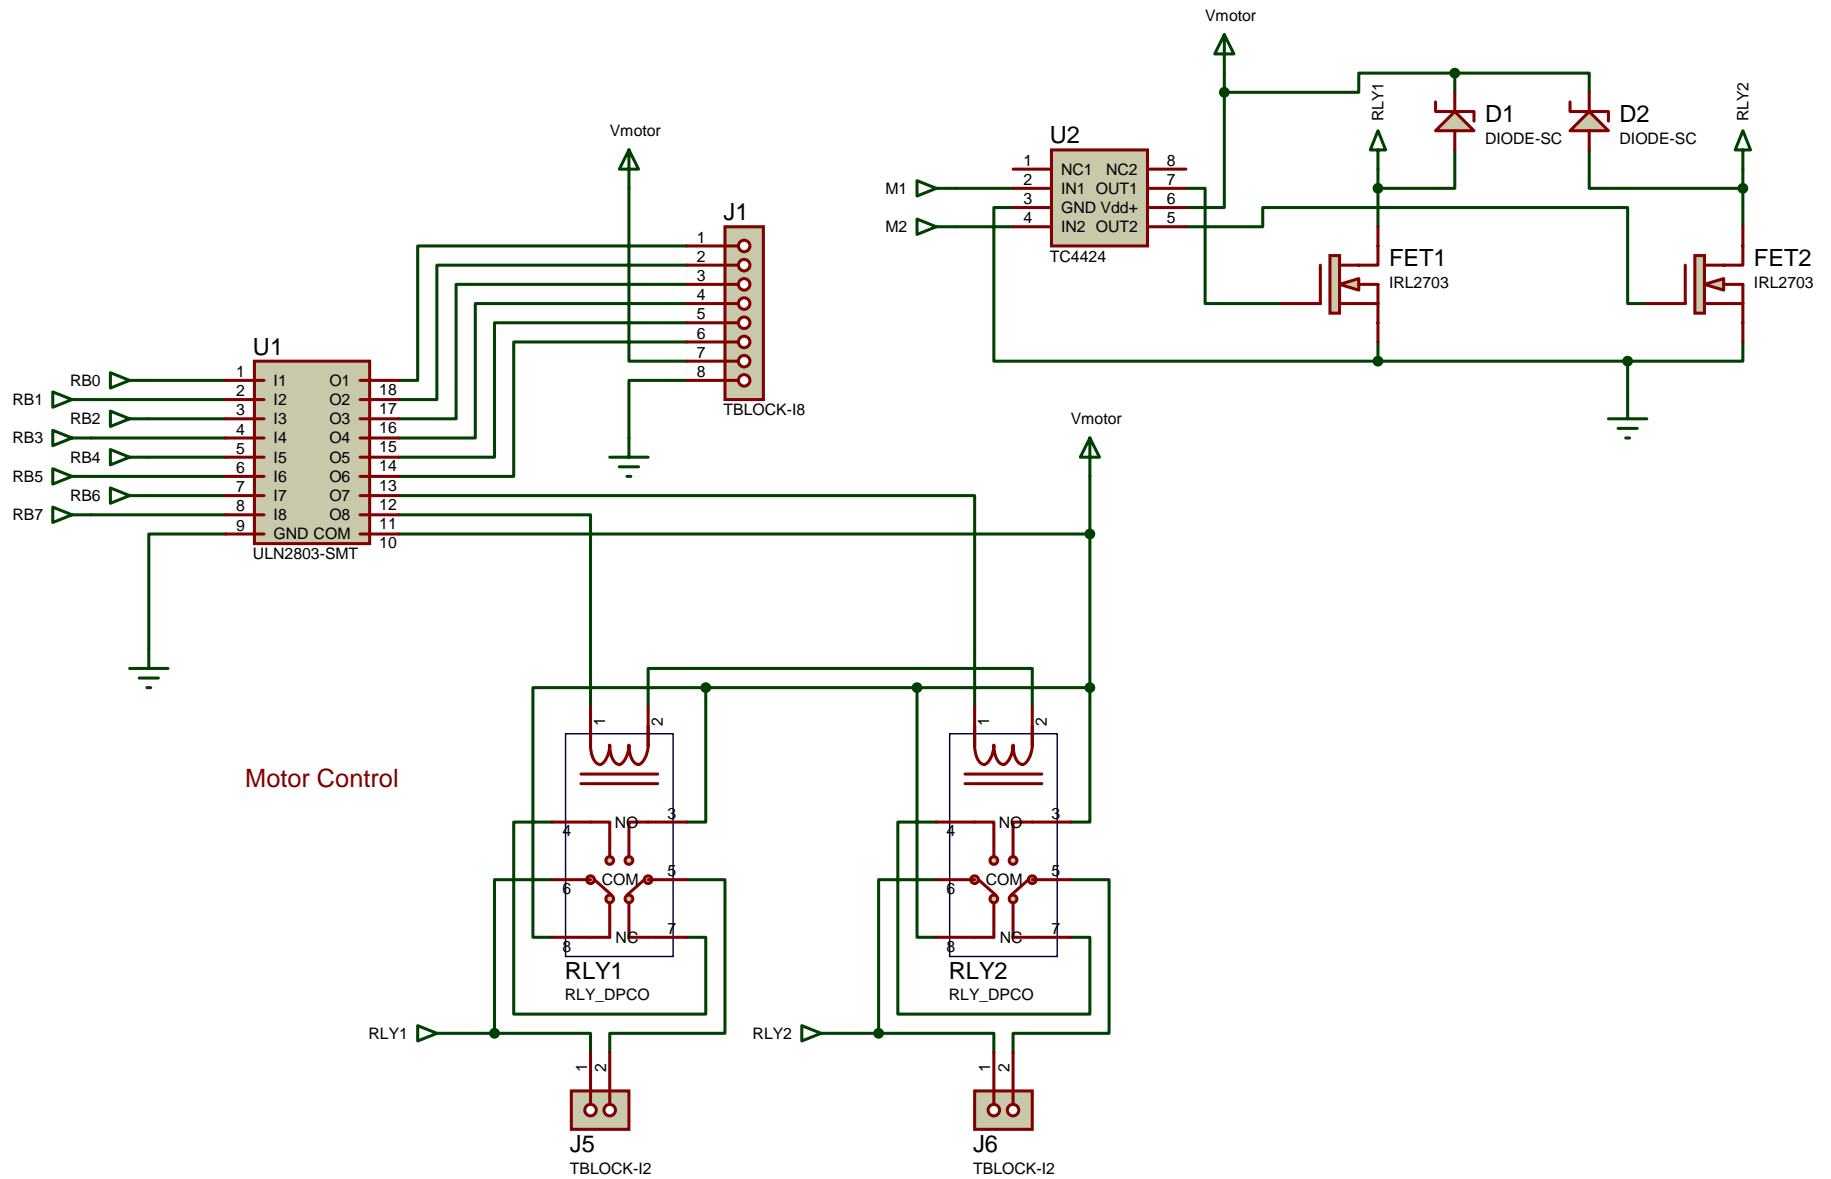 Vmotor
RLY1
D1
DIODE-SC
D2
DIODE-SC
RLY2
U2
1 NC1 NC2 8
M1 2 IN1 OUT1 7
3 GND Vdd+ 6
M2 4 IN2 OUT2 5
TC4424
FET1
IRL2703
FET2
IRL2703
Vmotor
J1
1
2
3
4
5
6
7
8
TBLOCK-I8
U1
RB0 1 I1 O1 18
RB1 2 I2 O2 17
RB2 3 I3 O3 16
RB3 4 I4 O4 15
RB4 5 I5 O5 14
RB5 6 I6 O6 13
RB6 7 I7 O7 12
RB7 8 I8 O8 11
9 GND COM 10
ULN2803-SMT
Vmotor
Motor Control
1 2
NO 3
4
COM 5
6
7
8 NC
RLY1
RLY_DPCO
1 2
NO 3
4
COM 5
6
7
8 NC
RLY2
RLY_DPCO
RLY1
1 2
J5
TBLOCK-I2
RLY2
1 2
J6
TBLOCK-I2